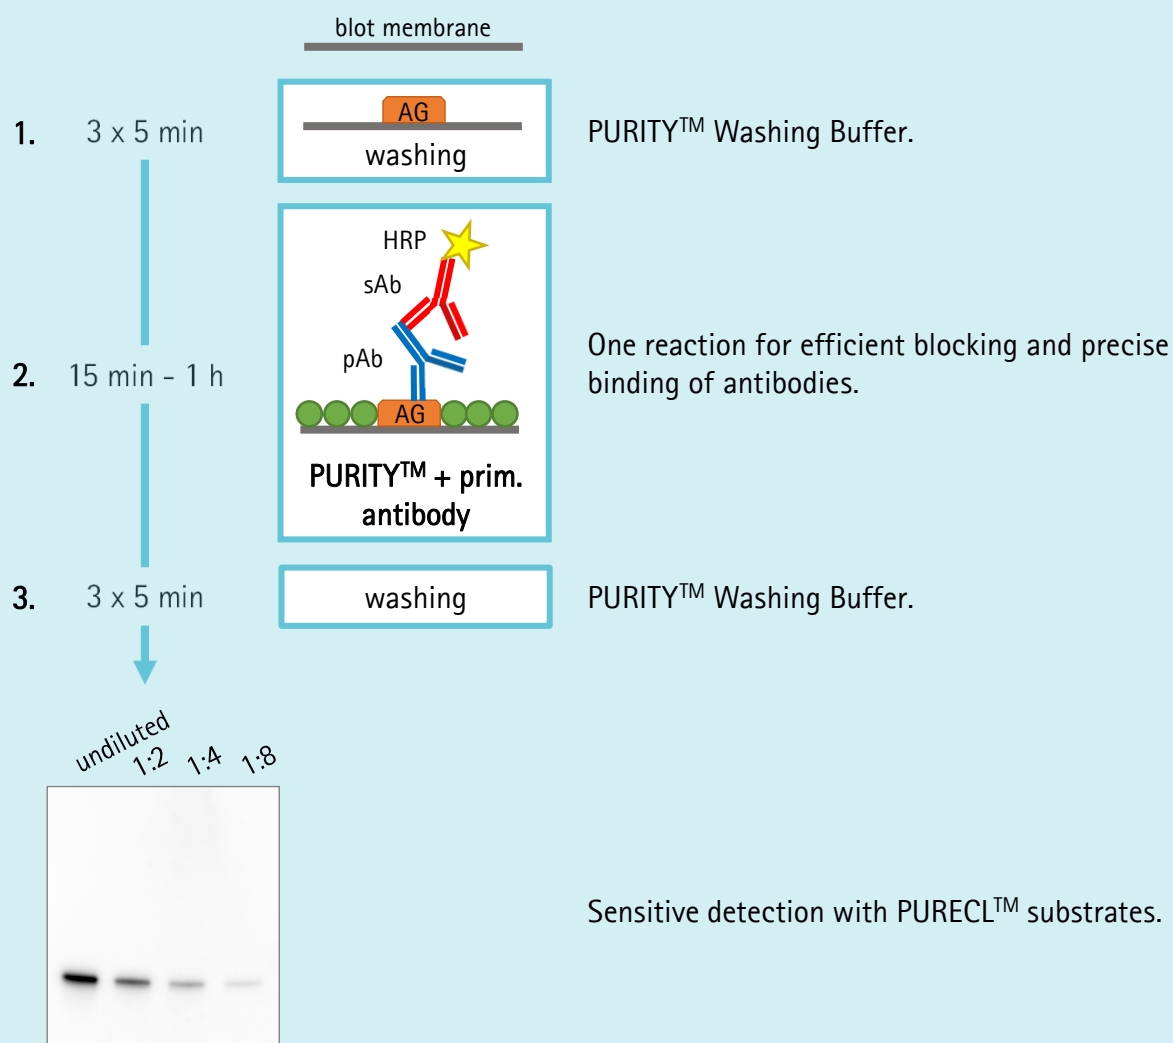 blot membrane
1. 3 x 5 min
AG
washing
PURITY™ Washing Buffer.
2. 15 min - 1 h
HRP
sAb
pAb
AG
PURITY™ + prim.
antibody
One reaction for efficient blocking and precise
binding of antibodies.
3. 3 x 5 min
washing
PURITY™ Washing Buffer.
undiluted 1:2 1:4 1:8
Sensitive detection with PURECL™ substrates.